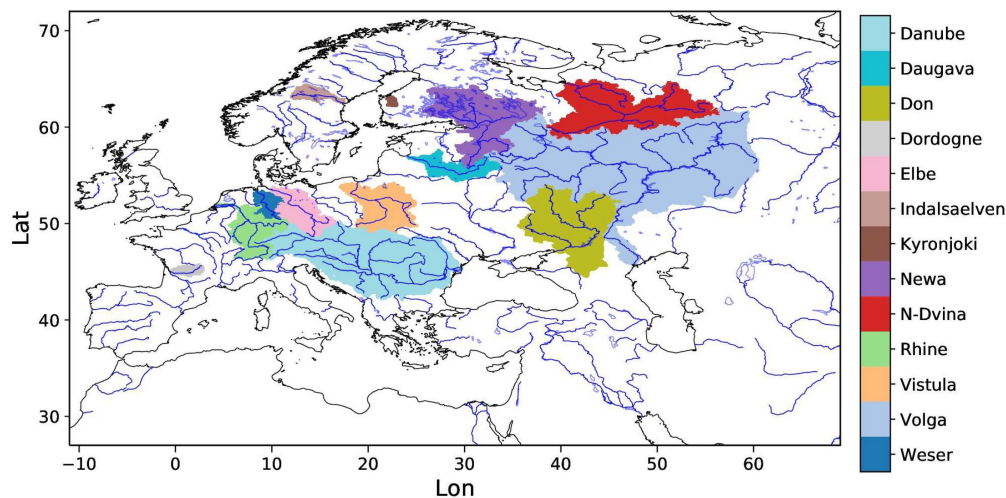 70
60
50
40
30
Lat
−10
0
10
20
30
40
50
60
Lon
Danube
Daugava
Don
Dordogne
Elbe
Indalsaelven
Kyronjoki
Newa
N-Dvina
Rhine
Vistula
Volga
Weser